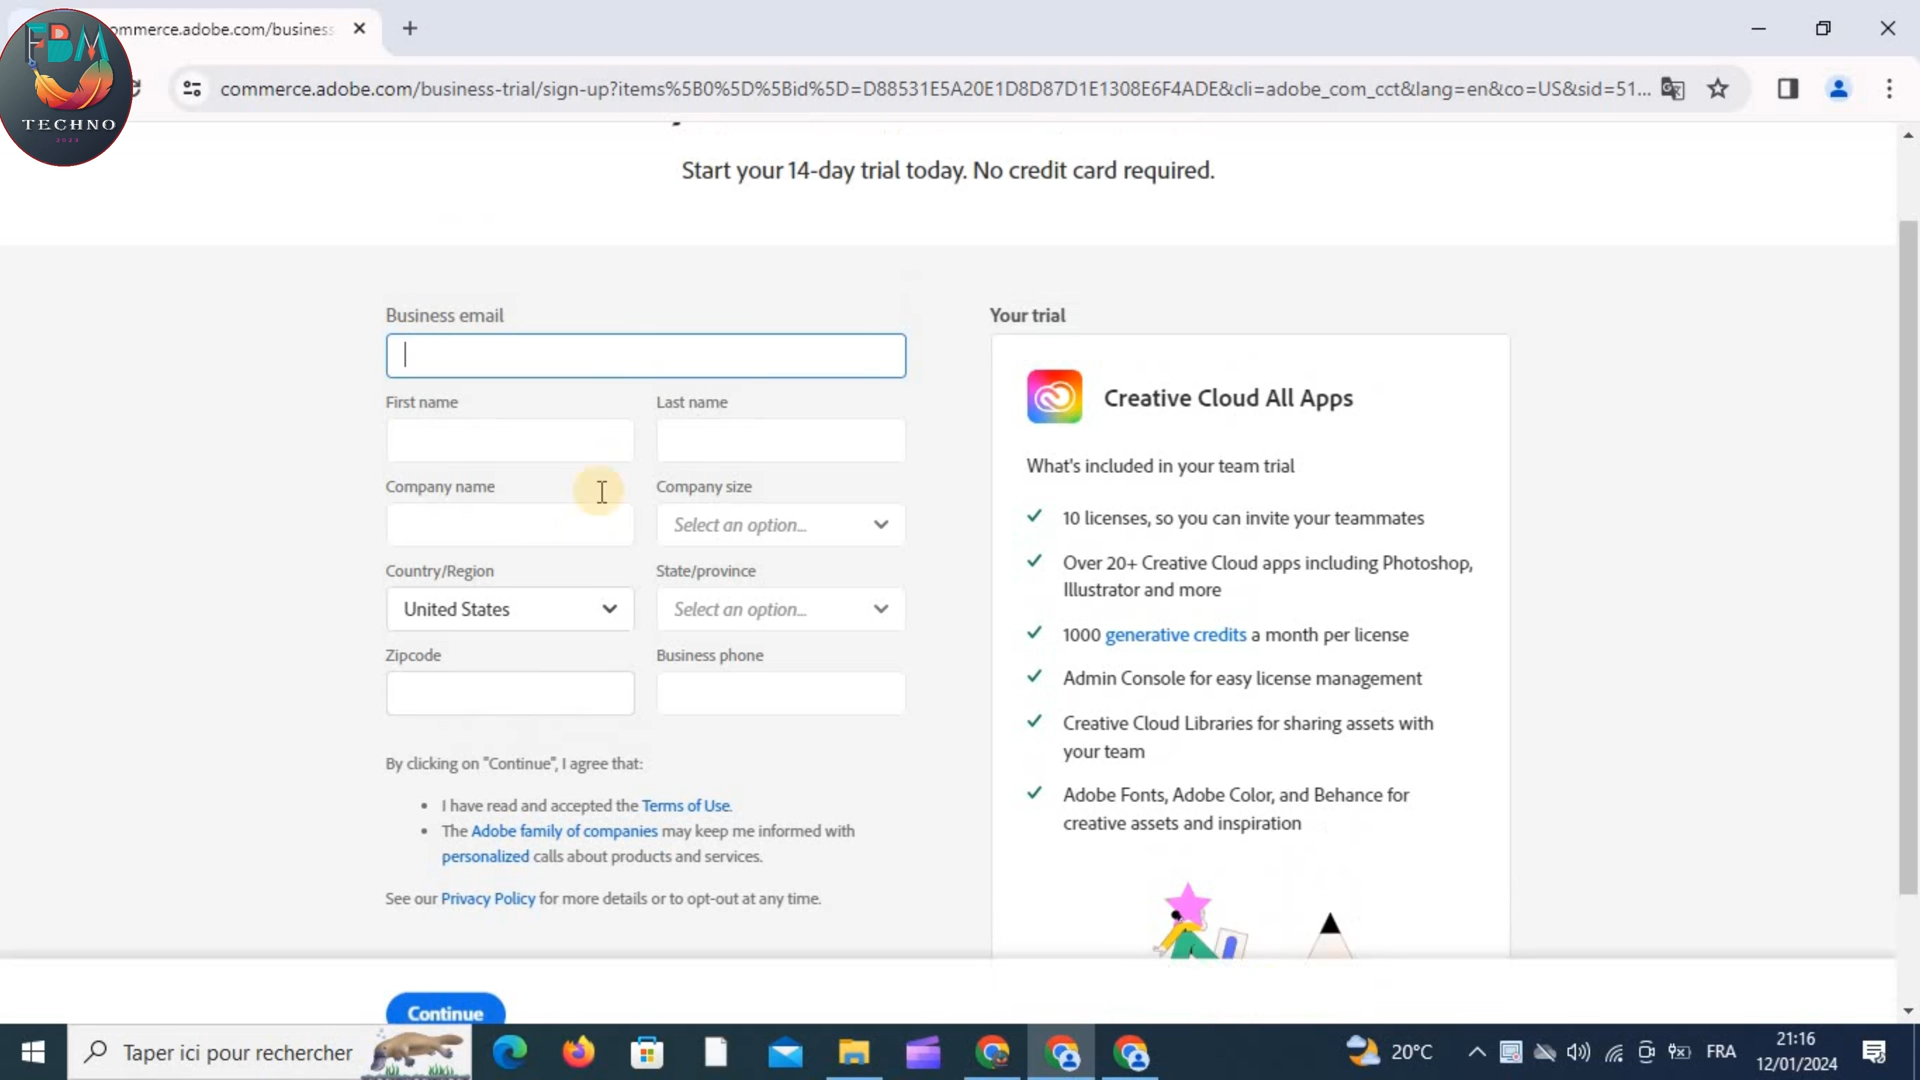 commerce.adobe.com/business
FBM
TECHNO
2023
commerce.adobe.com/business-trial/sign-up?items%5B0%5D%5Bid%5D=D88531E5A20E1D8D87D1E1308E6F4ADE&cli=adobe_com_cct&lang=en&co=US&sid=51...
Start your 14-day trial today. No credit card required.
Business email
First name
Last name
Company name
Company size
Select an option...
Country/Region
State/province
United States
Select an option...
Zipcode
Business phone
By clicking on "Continue", I agree that:
• I have read and accepted the Terms of Use.
• The Adobe family of companies may keep me informed with
personalized calls about products and services.
See our Privacy Policy for more details or to opt-out at any time.
Continue
Your trial
Creative Cloud All Apps
What's included in your team trial
10 licenses, so you can invite your teammates
Over 20+ Creative Cloud apps including Photoshop,
Illustrator and more
1000 generative credits a month per license
Admin Console for easy license management
Creative Cloud Libraries for sharing assets with
your team
Adobe Fonts, Adobe Color, and Behance for
creative assets and inspiration
Taper ici pour rechercher
20°C
FRA
21:16
12/01/2024